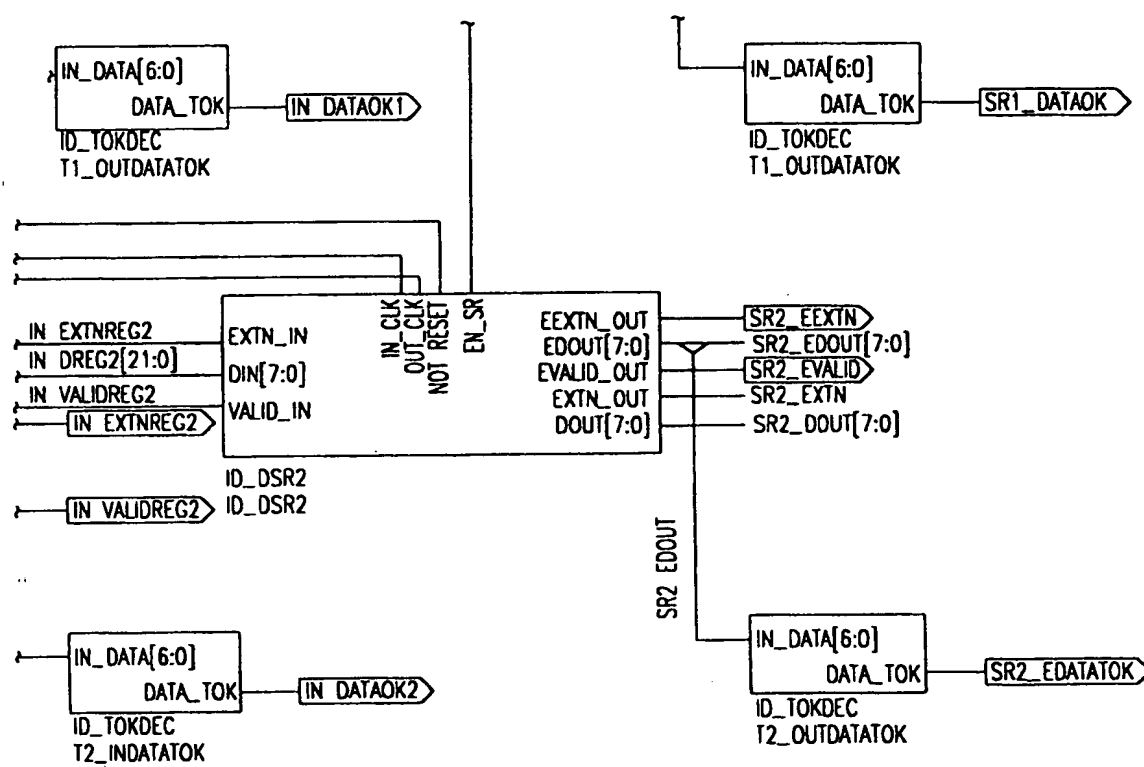 IN_DATA[6:0]
DATA_TOK
IN DATAOK1
ID_TOKDEC
T1_OUTDATATOK
IN_DATA[6:0]
DATA_TOK
SR1_DATAOK
ID_TOKDEC
T1_OUTDATATOK
IN_CLK
OUT_CLK
NOT RESET
EN_SR
IN EXTNREG2
IN DREG2[21:0]
IN VALIDREG2
IN EXTNREG2
EXTN_IN
DIN[7:0]
VALID_IN
EEXTN_OUT
EDOUT[7:0]
EVALID_OUT
EXTN_OUT
DOUT[7:0]
SR2_EEXTN
SR2_EDOUT[7:0]
SR2_EVALID
SR2_EXTN
SR2_DOUT[7:0]
ID_DSR2
ID_DSR2
IN VALIDREG2
SR2 EDOUT
IN_DATA[6:0]
DATA_TOK
IN DATAOK2
ID_TOKDEC
T2_INDATATOK
IN_DATA[6:0]
DATA_TOK
SR2_EDATATOK
ID_TOKDEC
T2_OUTDATATOK